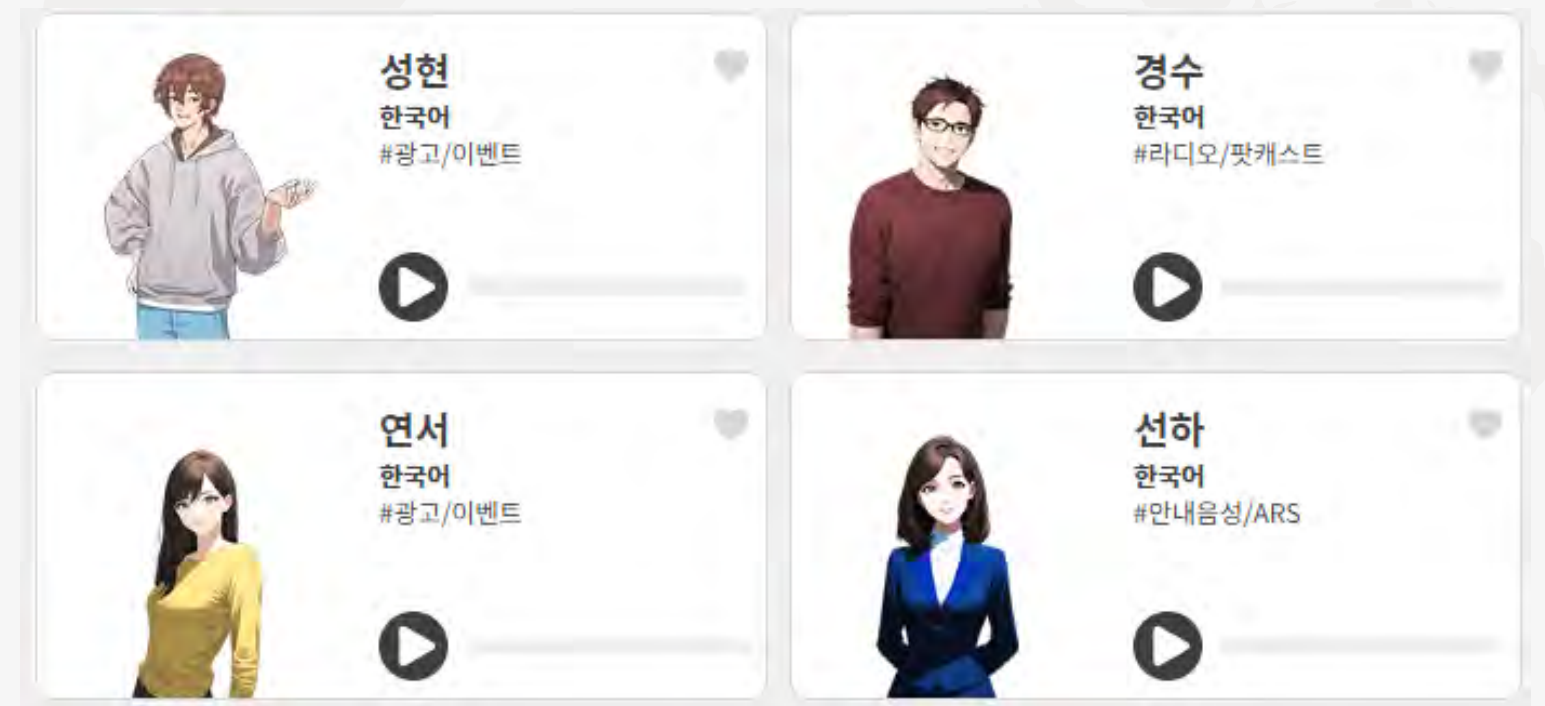 성현
한국어
#광고/이벤트
경수
한국어
#라디오/팟캐스트
연서
한국어
#광고/이벤트
선하
한국어
#안내음성/ARS